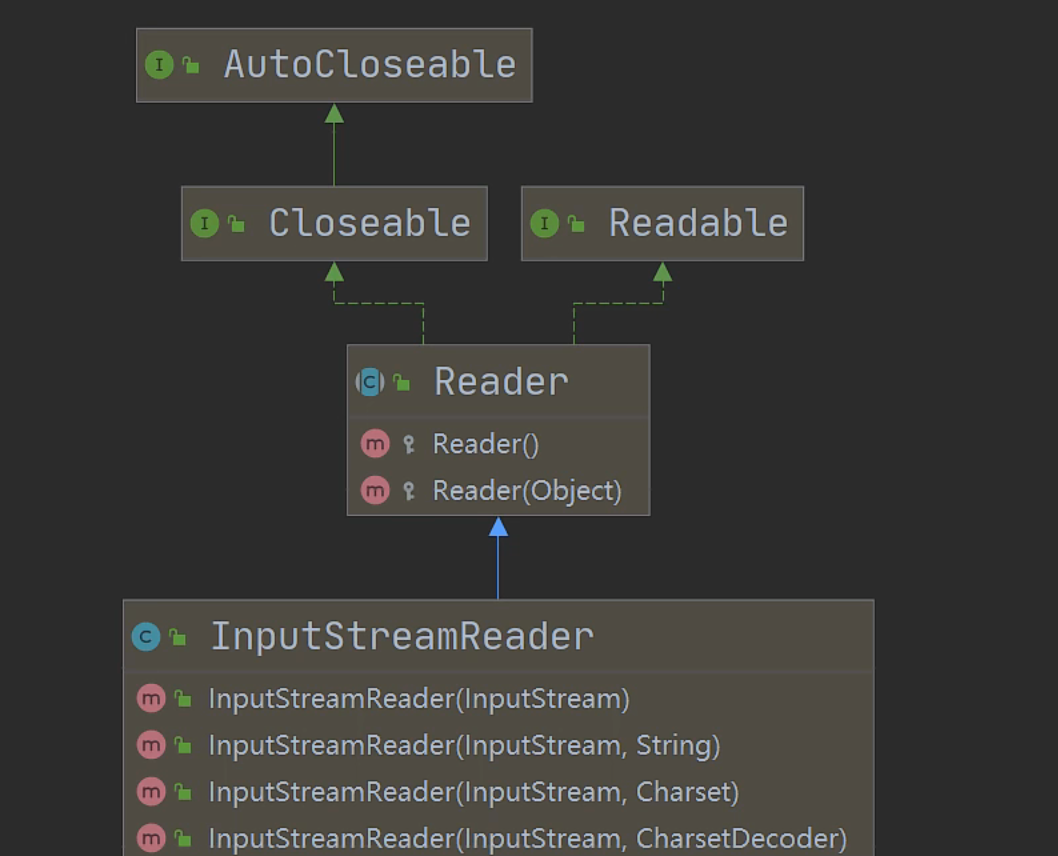 I AutoCloseable
I Closeable
I Readable
C Reader
m Reader()
m Reader(Object)
C InputStreamReader
m InputStreamReader(InputStream)
m InputStreamReader(InputStream, String)
m InputStreamReader(InputStream, Charset)
m InputStreamReader(InputStream, CharsetDecoder)